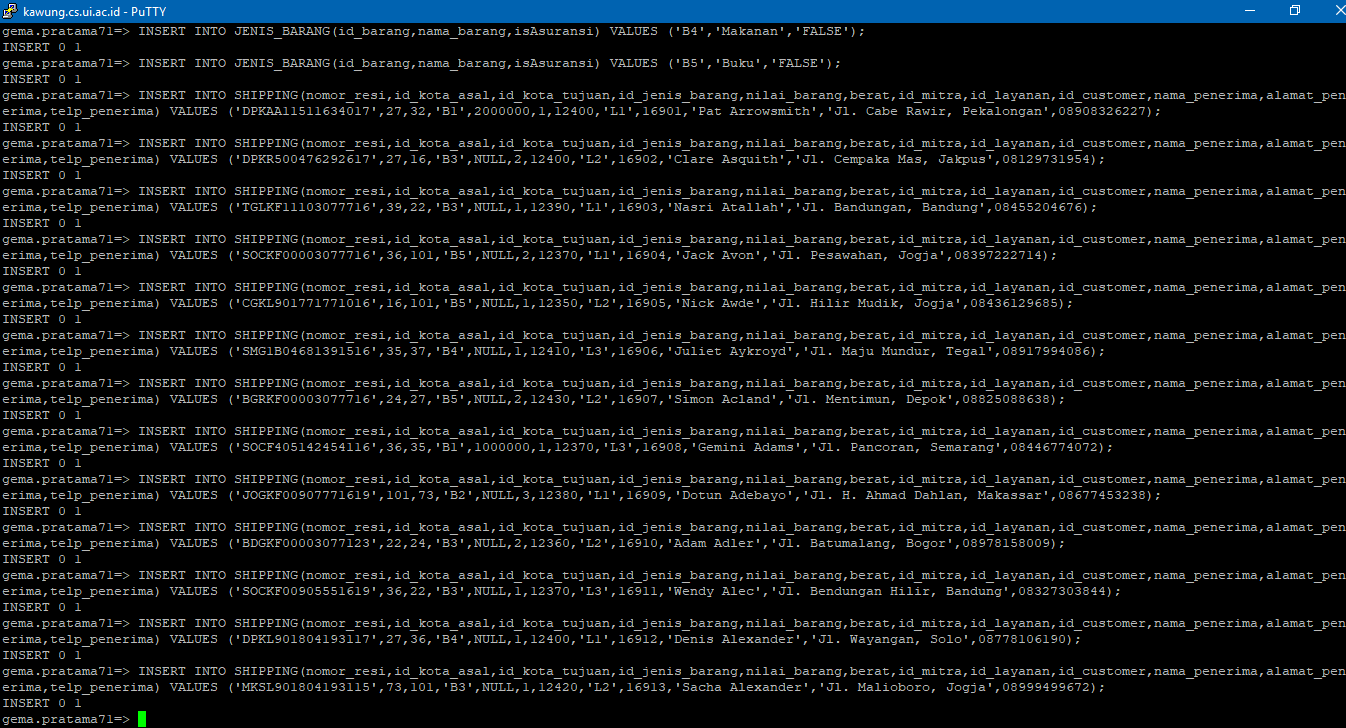 kawung.cs.ui.ac.id - PuTTY
gema.pratama71=> INSERT INTO JENIS_BARANG(id_barang,nama_barang,isAsuransi) VALUES ('B4','Makanan','FALSE');
INSERT 0 1
gema.pratama71=> INSERT INTO JENIS_BARANG(id_barang,nama_barang,isAsuransi) VALUES ('B5','Buku','FALSE');
INSERT 0 1
gema.pratama71=> INSERT INTO SHIPPING(nomor_resi,id_kota_asal,id_kota_tujuan,id_jenis_barang,nilai_barang,berat,id_mitra,id_layanan,id_customer,nama_penerima,alamat_pen
erima,telp_penerima) VALUES ('DPKAA11511634017',27,32,'B1',2000000,1,12400,'L1',16901,'Pat Arrowsmith','Jl. Cabe Rawir, Pekalongan',08908326227);
INSERT 0 1
gema.pratama71=> INSERT INTO SHIPPING(nomor_resi,id_kota_asal,id_kota_tujuan,id_jenis_barang,nilai_barang,berat,id_mitra,id_layanan,id_customer,nama_penerima,alamat_pen
erima,telp_penerima) VALUES ('DPKR500476292617',27,16,'B3',NULL,2,12400,'L2',16902,'Clare Asquith','Jl. Cempaka Mas, Jakpus',08129731954);
INSERT 0 1
gema.pratama71=> INSERT INTO SHIPPING(nomor_resi,id_kota_asal,id_kota_tujuan,id_jenis_barang,nilai_barang,berat,id_mitra,id_layanan,id_customer,nama_penerima,alamat_pen
erima,telp_penerima) VALUES ('TGLKF11103077716',39,22,'B3',NULL,1,12390,'L1',16903,'Nasri Atallah','Jl. Bandungan, Bandung',08455204676);
INSERT 0 1
gema.pratama71=> INSERT INTO SHIPPING(nomor_resi,id_kota_asal,id_kota_tujuan,id_jenis_barang,nilai_barang,berat,id_mitra,id_layanan,id_customer,nama_penerima,alamat_pen
erima,telp_penerima) VALUES ('SOCKF00003077716',36,101,'B5',NULL,2,12370,'L1',16904,'Jack Avon','Jl. Pesawahan, Jogja',08397222714);
INSERT 0 1
gema.pratama71=> INSERT INTO SHIPPING(nomor_resi,id_kota_asal,id_kota_tujuan,id_jenis_barang,nilai_barang,berat,id_mitra,id_layanan,id_customer,nama_penerima,alamat_pen
erima,telp_penerima) VALUES ('CGKL901771771016',16,101,'B5',NULL,1,12350,'L2',16905,'Nick Awde','Jl. Hilir Mudik, Jogja',08436129685);
INSERT 0 1
gema.pratama71=> INSERT INTO SHIPPING(nomor_resi,id_kota_asal,id_kota_tujuan,id_jenis_barang,nilai_barang,berat,id_mitra,id_layanan,id_customer,nama_penerima,alamat_pen
erima,telp_penerima) VALUES ('SMG1B04681391516',35,37,'B4',NULL,1,12410,'L3',16906,'Juliet Aykroyd','Jl. Maju Mundur, Tegal',08917994086);
INSERT 0 1
gema.pratama71=> INSERT INTO SHIPPING(nomor_resi,id_kota_asal,id_kota_tujuan,id_jenis_barang,nilai_barang,berat,id_mitra,id_layanan,id_customer,nama_penerima,alamat_pen
erima,telp_penerima) VALUES ('BGRKF00003077716',24,27,'B5',NULL,2,12430,'L2',16907,'Simon Acland','Jl. Mentimun, Depok',08825088638);
INSERT 0 1
gema.pratama71=> INSERT INTO SHIPPING(nomor_resi,id_kota_asal,id_kota_tujuan,id_jenis_barang,nilai_barang,berat,id_mitra,id_layanan,id_customer,nama_penerima,alamat_pen
erima,telp_penerima) VALUES ('SOCF405142454116',36,35,'B1',1000000,1,12370,'L3',16908,'Gemini Adams','Jl. Pancoran, Semarang',08446774072);
INSERT 0 1
gema.pratama71=> INSERT INTO SHIPPING(nomor_resi,id_kota_asal,id_kota_tujuan,id_jenis_barang,nilai_barang,berat,id_mitra,id_layanan,id_customer,nama_penerima,alamat_pen
erima,telp_penerima) VALUES ('JOGKF00907771619',101,73,'B2',NULL,3,12380,'L1',16909,'Dotun Adebayo','Jl. H. Ahmad Dahlan, Makassar',08677453238);
INSERT 0 1
gema.pratama71=> INSERT INTO SHIPPING(nomor_resi,id_kota_asal,id_kota_tujuan,id_jenis_barang,nilai_barang,berat,id_mitra,id_layanan,id_customer,nama_penerima,alamat_pen
erima,telp_penerima) VALUES ('BDGKF00003077123',22,24,'B3',NULL,2,12360,'L2',16910,'Adam Adler','Jl. Batumalang, Bogor',08978158009);
INSERT 0 1
gema.pratama71=> INSERT INTO SHIPPING(nomor_resi,id_kota_asal,id_kota_tujuan,id_jenis_barang,nilai_barang,berat,id_mitra,id_layanan,id_customer,nama_penerima,alamat_pen
erima,telp_penerima) VALUES ('SOCKF00905551619',36,22,'B3',NULL,1,12370,'L3',16911,'Wendy Alec','Jl. Bendungan Hilir, Bandung',08327303844);
INSERT 0 1
gema.pratama71=> INSERT INTO SHIPPING(nomor_resi,id_kota_asal,id_kota_tujuan,id_jenis_barang,nilai_barang,berat,id_mitra,id_layanan,id_customer,nama_penerima,alamat_pen
erima,telp_penerima) VALUES ('DPKL901804193117',27,36,'B4',NULL,1,12400,'L1',16912,'Denis Alexander','Jl. Wayangan, Solo',08778106190);
INSERT 0 1
gema.pratama71=> INSERT INTO SHIPPING(nomor_resi,id_kota_asal,id_kota_tujuan,id_jenis_barang,nilai_barang,berat,id_mitra,id_layanan,id_customer,nama_penerima,alamat_pen
erima,telp_penerima) VALUES ('MKSL901804193115',73,101,'B3',NULL,1,12420,'L2',16913,'Sacha Alexander','Jl. Malioboro, Jogja',08999499672);
INSERT 0 1
gema.pratama71=>